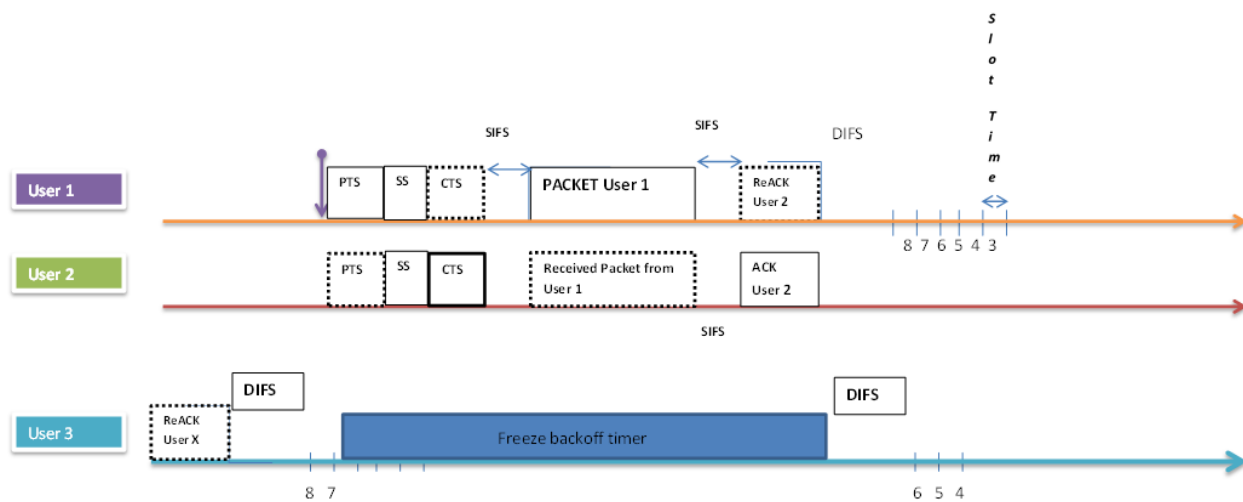 Slot Time
SIFS
SIFS
DIFS
User 1
PTS
SS
CTS
PACKET User 1
ReACK
User 2
8 7 6 5 4 3
User 2
PTS
SS
CTS
Received Packet from
User 1
ACK
User 2
SIFS
DIFS
DIFS
User 3
ReACK
User X
Freeze backoff timer
8 7
6 5 4